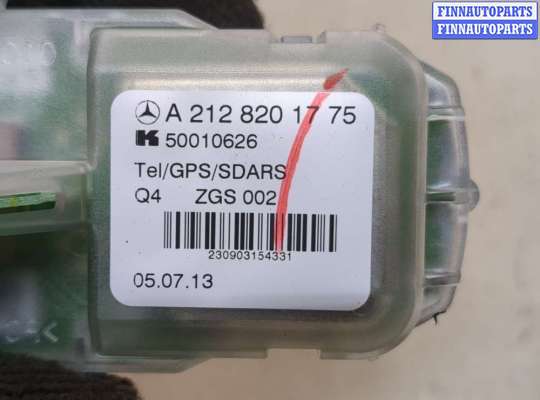 FINNAUTOPARTS
FINNAUTOPARTS
A 212 820 17 75
K 50010626
Tel/GPS/SDARS
Q4 ZGS 002
230903154331
05.07.13